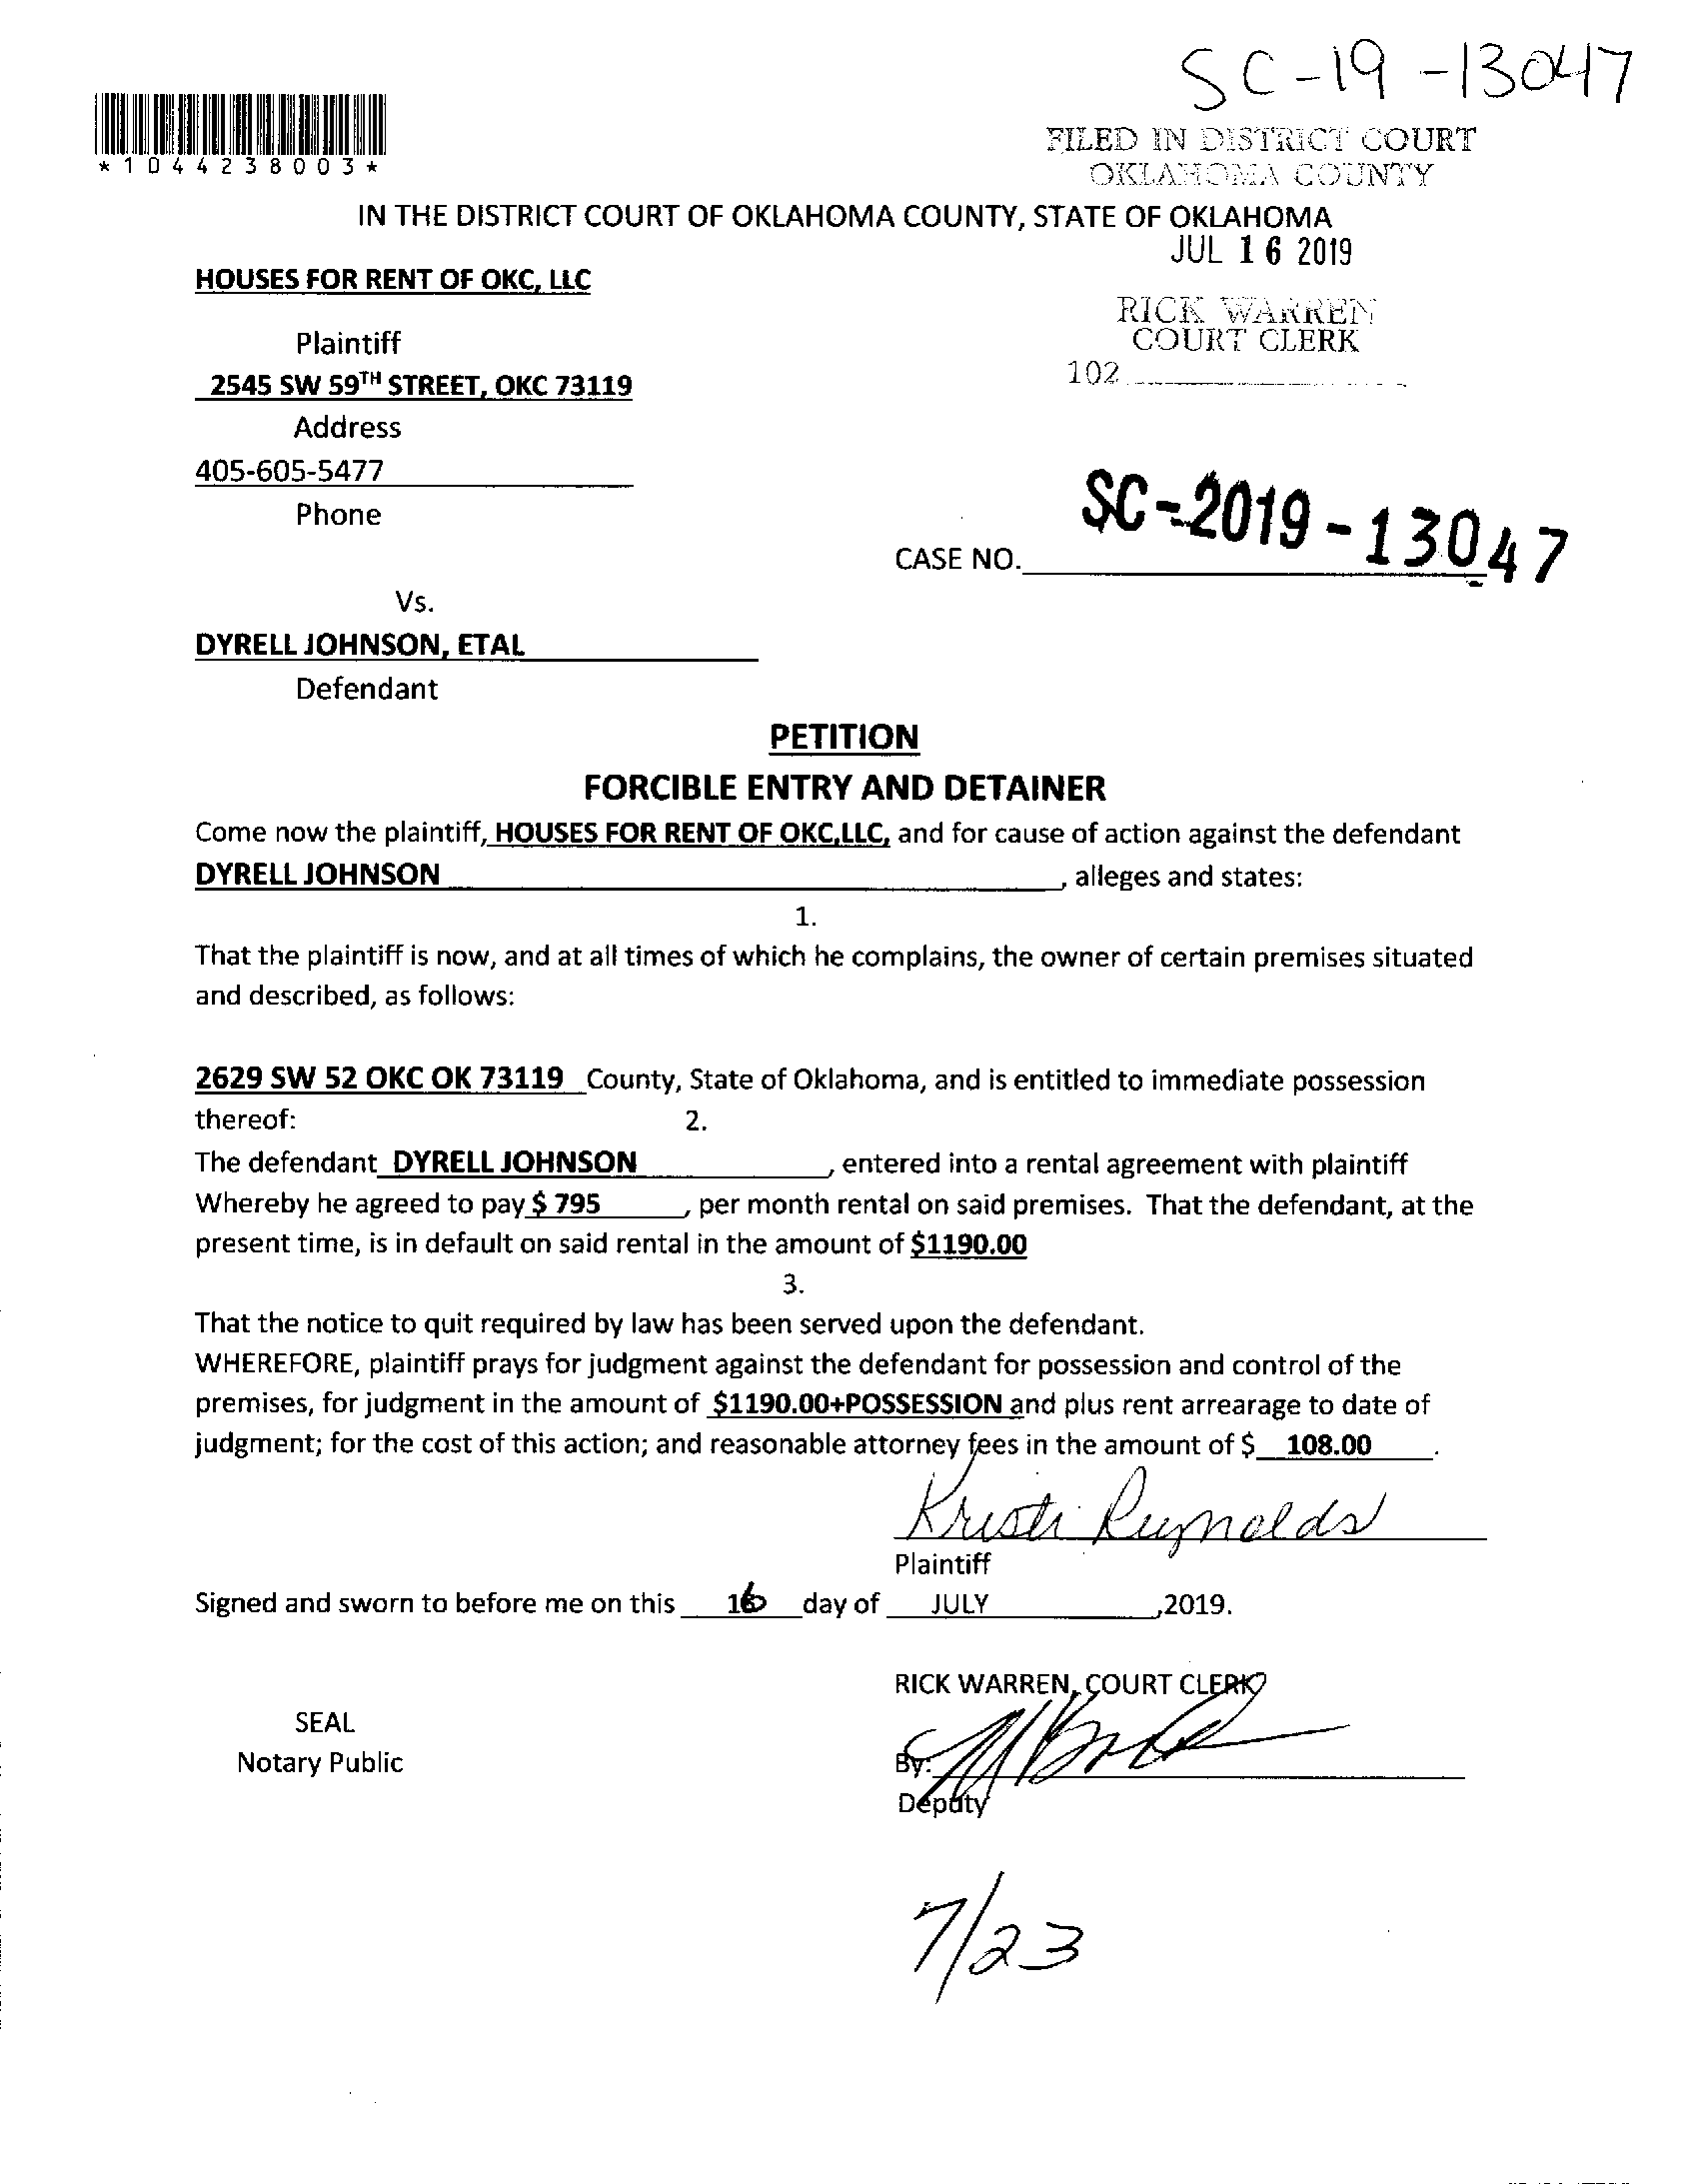 SC-19-13047
*1044238003*
FILED IN DISTRICT COURT
OKLAHOMA COUNTY
IN THE DISTRICT COURT OF OKLAHOMA COUNTY, STATE OF OKLAHOMA
JUL 16 2019
HOUSES FOR RENT OF OKC, LLC
RICK WARREN
COURT CLERK
Plaintiff
102
2545 SW 59TH STREET, OKC 73119
Address
405-605-5477
Phone
SC-2019-13047
CASE NO.
Vs.
DYRELL JOHNSON, ETAL
Defendant
PETITION
FORCIBLE ENTRY AND DETAINER
Come now the plaintiff, HOUSES FOR RENT OF OKC,LLC, and for cause of action against the defendant
DYRELL JOHNSON, alleges and states:
1.
That the plaintiff is now, and at all times of which he complains, the owner of certain premises situated
and described, as follows:
2629 SW 52 OKC OK 73119 County, State of Oklahoma, and is entitled to immediate possession
thereof: 2.
The defendant DYRELL JOHNSON, entered into a rental agreement with plaintiff
Whereby he agreed to pay $ 795, per month rental on said premises. That the defendant, at the
present time, is in default on said rental in the amount of $1190.00
3.
That the notice to quit required by law has been served upon the defendant.
WHEREFORE, plaintiff prays for judgment against the defendant for possession and control of the
premises, for judgment in the amount of $1190.00+POSSESSION and plus rent arrearage to date of
judgment; for the cost of this action; and reasonable attorney fees in the amount of $ 108.00.
Kristi Reynolds
Plaintiff
Signed and sworn to before me on this 16 day of JULY,2019.
RICK WARREN, COURT CLERK
SEAL
Notary Public
By:
Deputy
7/23